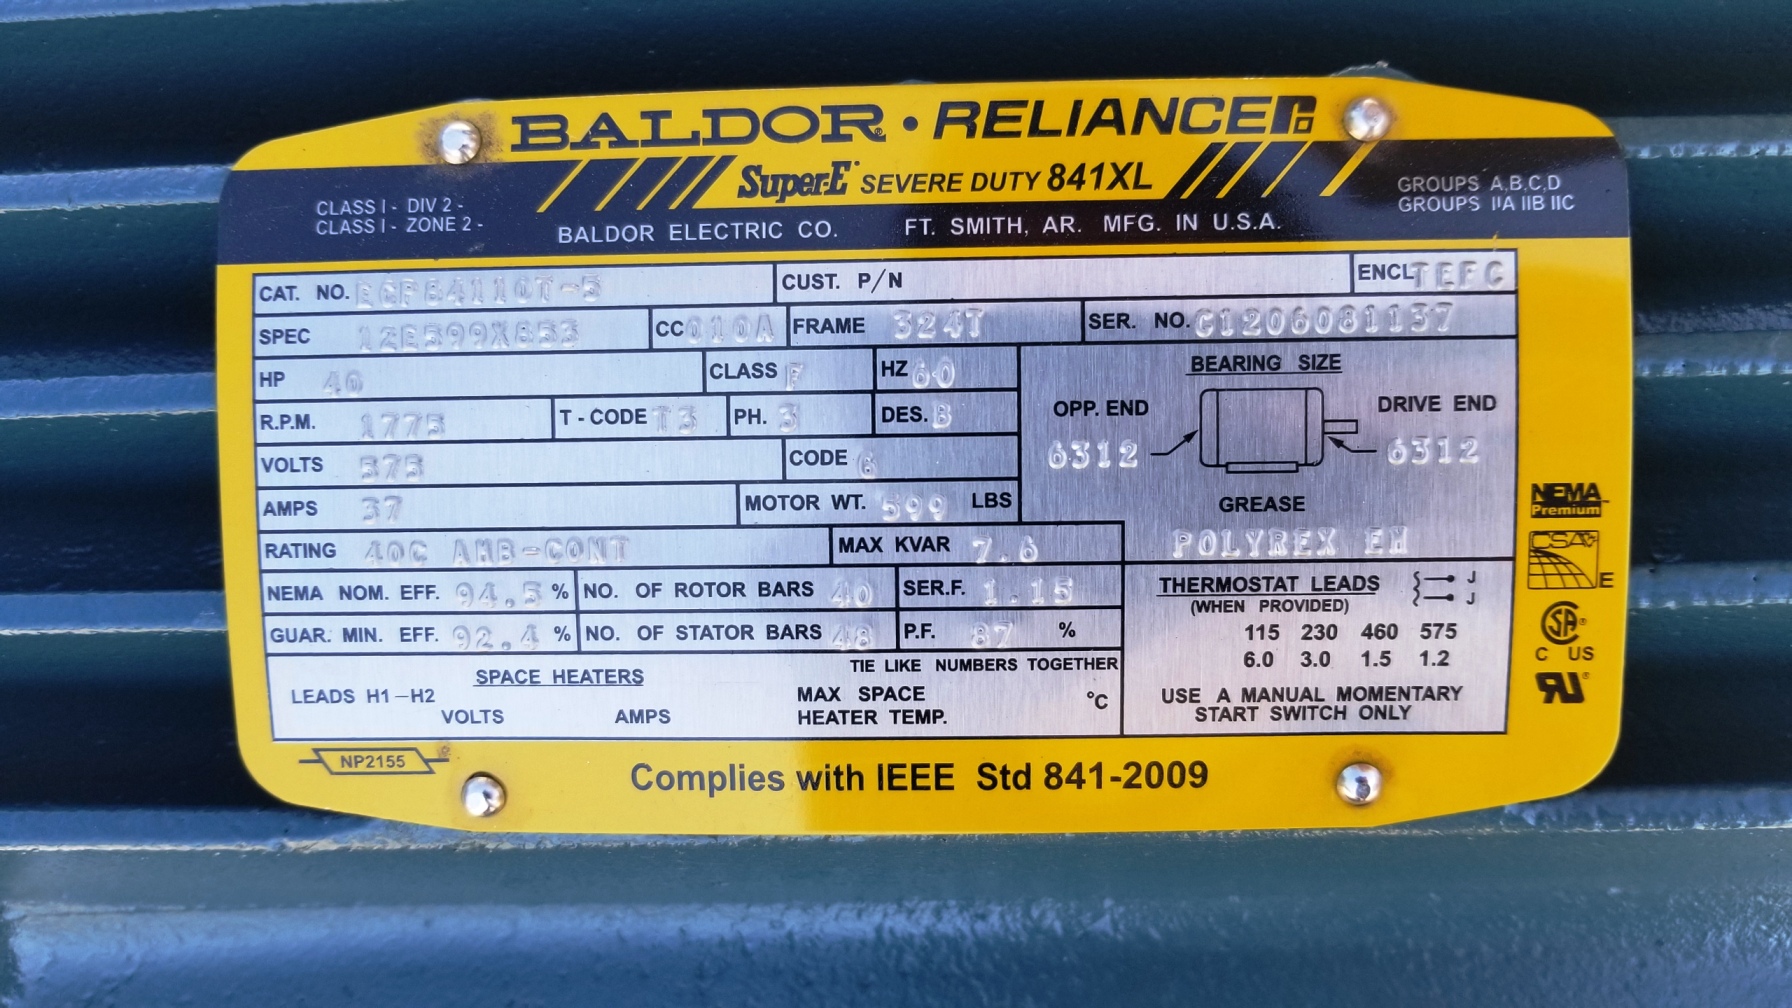 BALDOR • RELIANCE
Super-E SEVERE DUTY 841XL
CLASS I - DIV 2 -
CLASS I - ZONE 2 -
GROUPS A,B,C,D
GROUPS IIA IIB IIC
BALDOR ELECTRIC CO. FT. SMITH, AR. MFG. IN U.S.A.
CAT. NO. ECP84110T-5 CUST. P/N ENCL TEFC
SPEC 12E599X853 CC 010A FRAME 324T SER. NO. C1206081137
HP 40 CLASS F HZ 60
R.P.M. 1775 T-CODE T3 PH. 3 DES. B
VOLTS 575 CODE G
AMPS 37 MOTOR WT. 599 LBS
BEARING SIZE
OPP. END DRIVE END
6312 6312
GREASE
POLYREX EM
RATING 40C AMB-CONT MAX KVAR 7.6
NEMA NOM. EFF. 94.5 % NO. OF ROTOR BARS 40 SER.F. 1.15
GUAR. MIN. EFF. 92.4 % NO. OF STATOR BARS 48 P.F. 87 %
SPACE HEATERS
TIE LIKE NUMBERS TOGETHER
LEADS H1-H2 MAX SPACE °C
VOLTS AMPS HEATER TEMP.
THERMOSTAT LEADS J
(WHEN PROVIDED) J
115 230 460 575
6.0 3.0 1.5 1.2
USE A MANUAL MOMENTARY
START SWITCH ONLY
NEMA
Premium
CSA
E
SA
C US
RU
NP2155
Complies with IEEE Std 841-2009